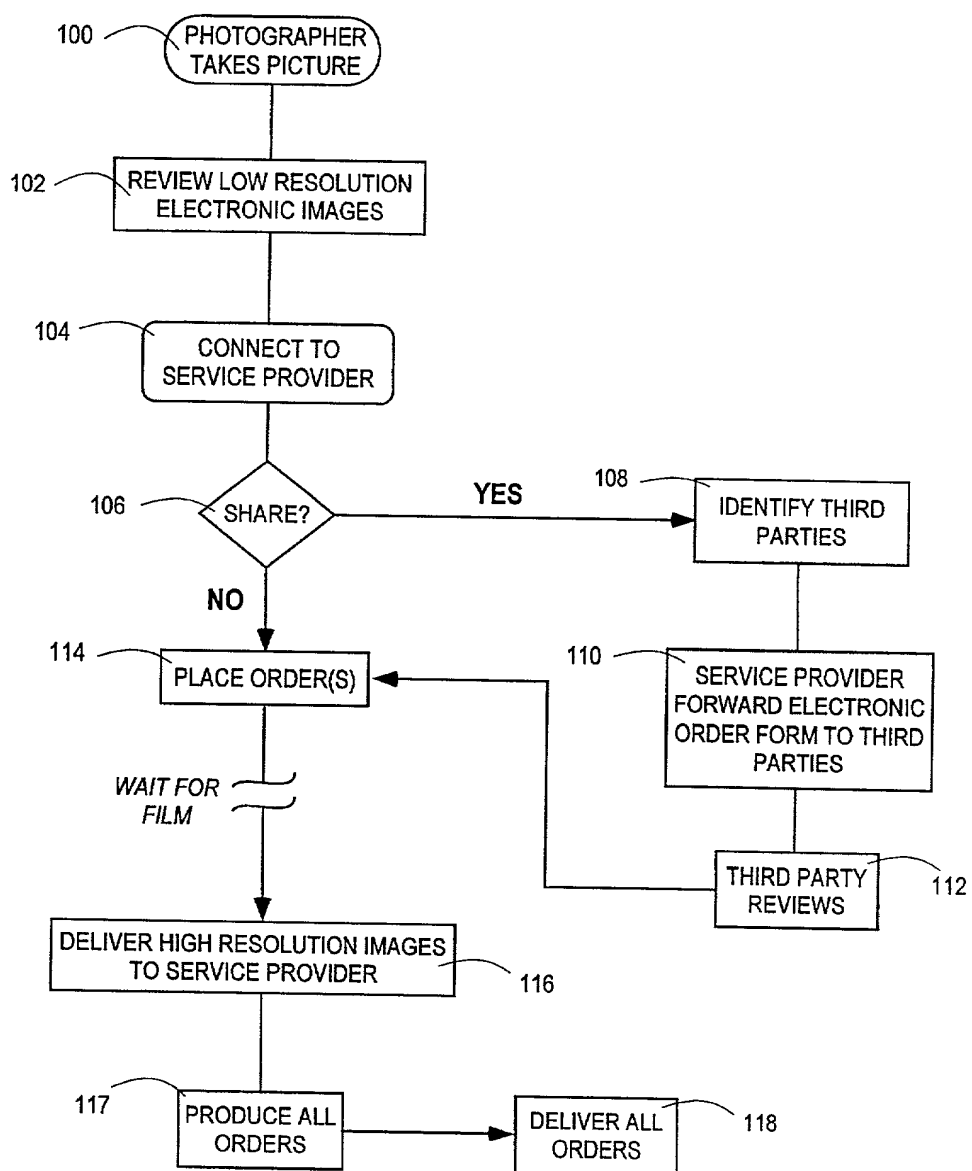 100
PHOTOGRAPHER
TAKES PICTURE
102
REVIEW LOW RESOLUTION
ELECTRONIC IMAGES
104
CONNECT TO
SERVICE PROVIDER
106
SHARE?
YES
NO
108
IDENTIFY THIRD
PARTIES
110
SERVICE PROVIDER
FORWARD ELECTRONIC
ORDER FORM TO THIRD
PARTIES
112
THIRD PARTY
REVIEWS
114
PLACE ORDER(S)
WAIT FOR
FILM
DELIVER HIGH RESOLUTION IMAGES
TO SERVICE PROVIDER
116
117
PRODUCE ALL
ORDERS
DELIVER ALL
ORDERS
118